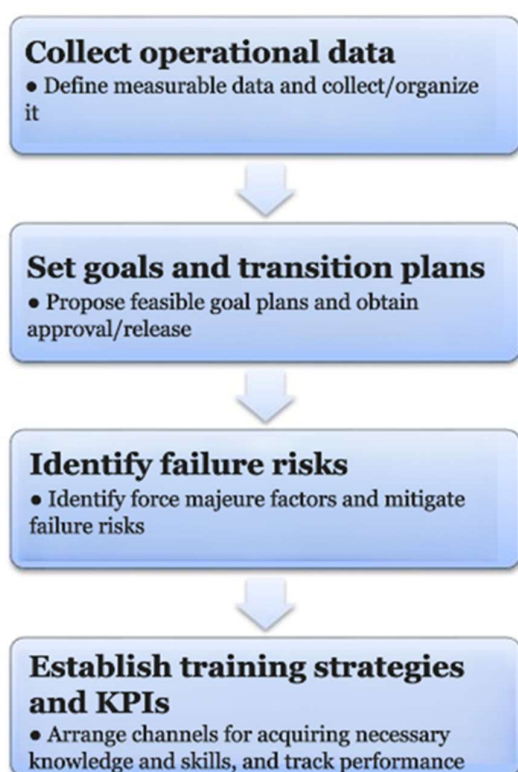 Collect operational data
● Define measurable data and collect/organize
it
Set goals and transition plans
● Propose feasible goal plans and obtain
approval/release
Identify failure risks
● Identify force majeure factors and mitigate
failure risks
Establish training strategies
and KPIs
● Arrange channels for acquiring necessary
knowledge and skills, and track performance